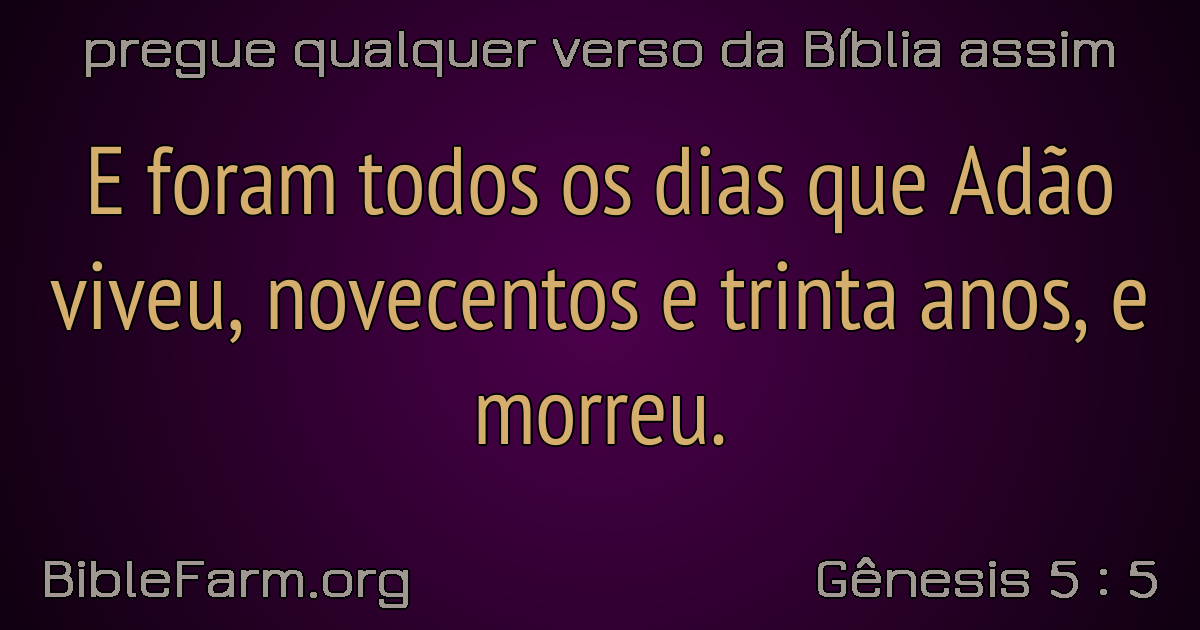 pregue qualquer verso da Bíblia assim
E foram todos os dias que Adão
viveu, novecentos e trinta anos, e
morreu.
BibleFarm.org
Gênesis 5 : 5